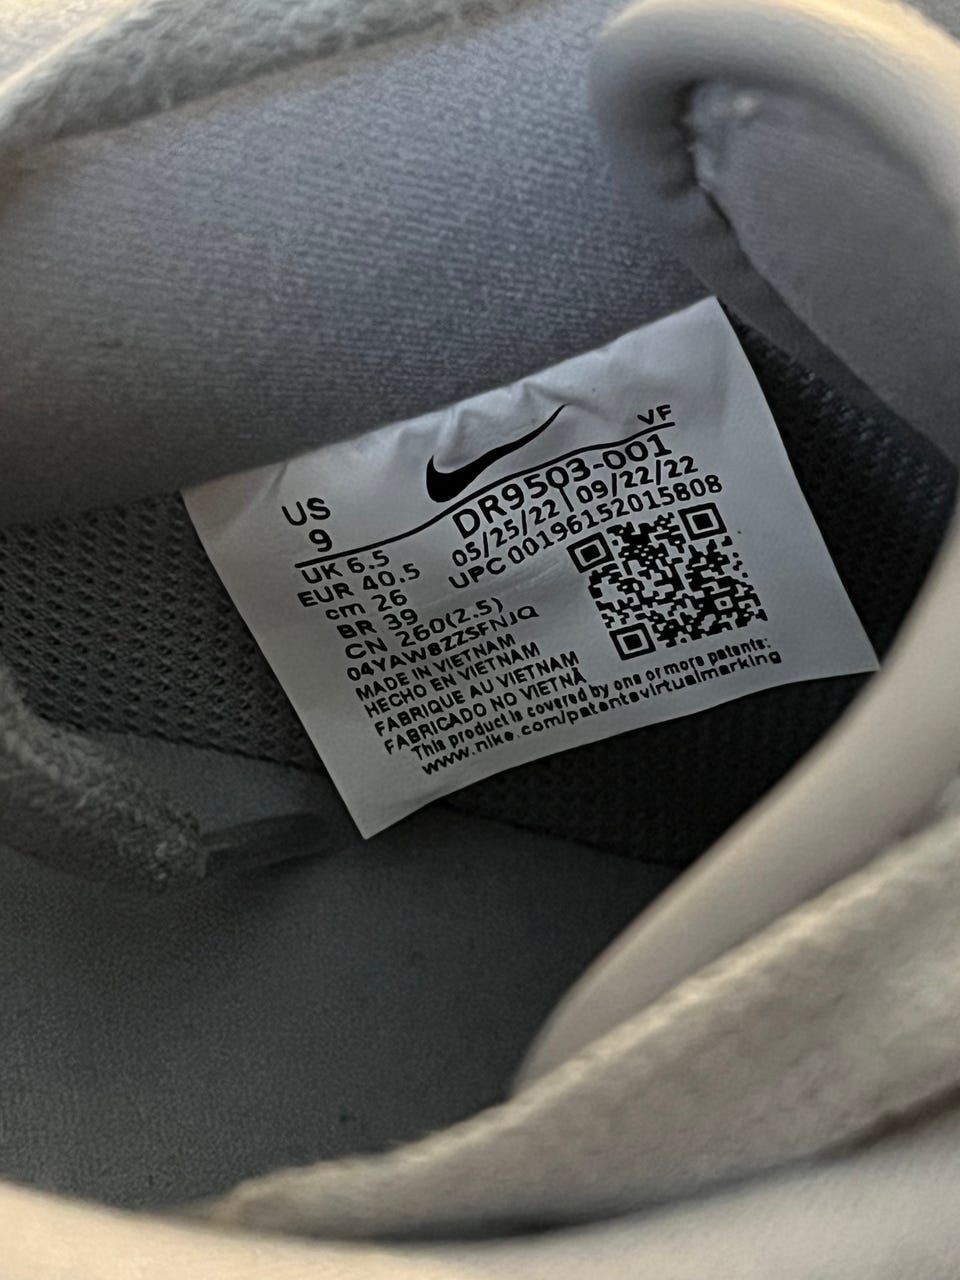 US
9
UK 6.5
EUR 40.5
cm 26
BR 39
CN 260(2.5)
04YAW8ZZSFNJQ
MADE IN VIETNAM
HECHO EN VIETNAM
FABRIQUE AU VIETNAM
FABRICADO NO VIETNÃ
This product is covered by one or more patents:
www.nike.com/patentsvirtualmarking
VF
DR9503-001
05/25/22|09/22/22
UPC 00196152015808